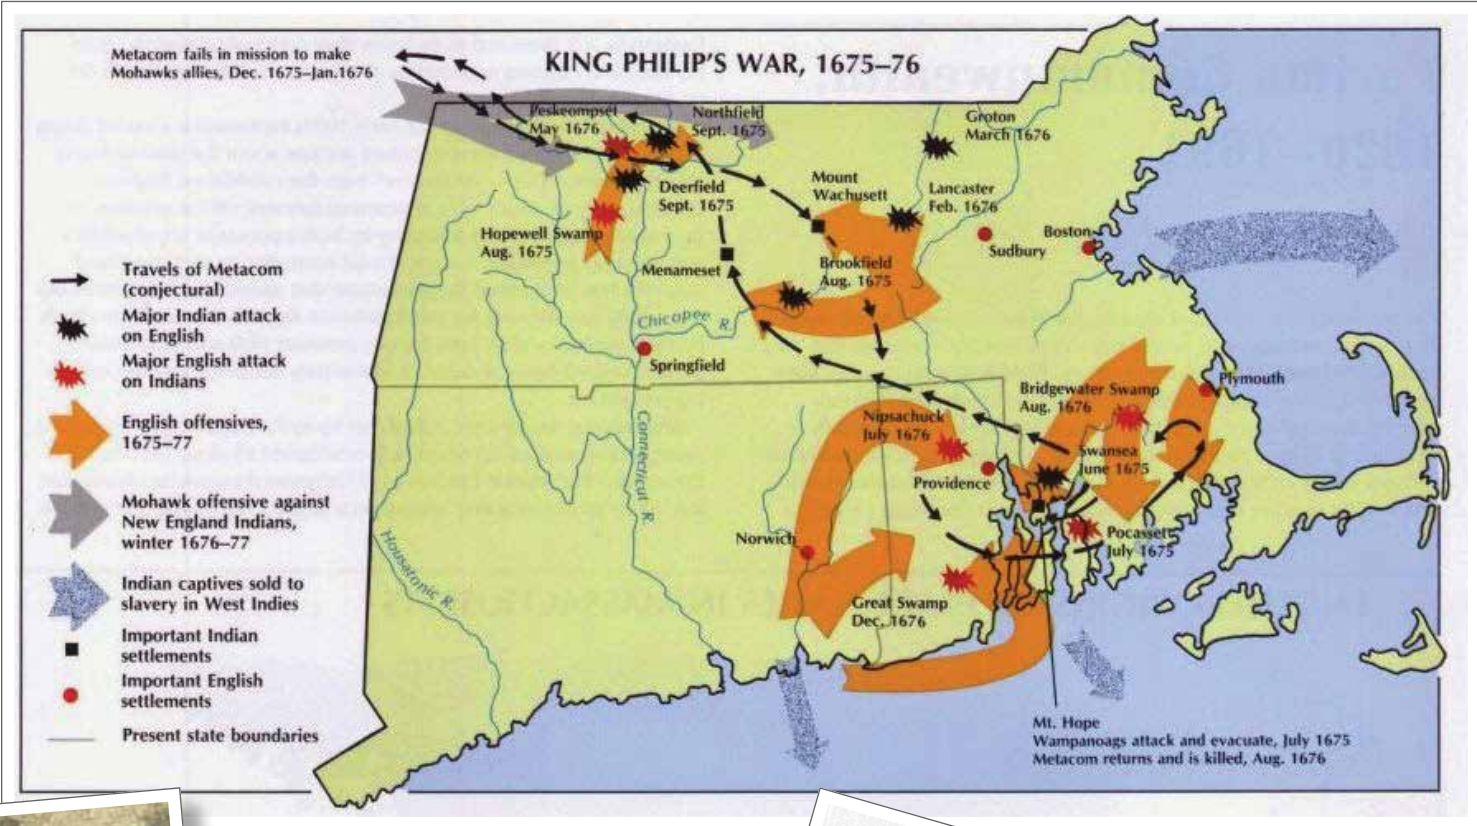 KING PHILIP'S WAR, 1675–76
Metacom fails in mission to make
Mohawks allies, Dec. 1675–Jan.1676
Peskeompset
May 1676
Northfield
Sept. 1675
Groton
March 1676
Deerfield
Sept. 1675
Mount
Wachusett
Lancaster
Feb. 1676
Hopewell Swamp
Aug. 1675
Sudbury
Boston
Menameset
Brookfield
Aug. 1675
Chicopee R.
Springfield
Plymouth
Bridgewater Swamp
Aug. 1676
Nipsachuck
July 1676
Swansea
June 1675
Providence
Connecticut R.
Norwich
Pocasset
July 1675
Housatonic R.
Great Swamp
Dec. 1676
Mt. Hope
Wampanoags attack and evacuate, July 1675
Metacom returns and is killed, Aug. 1676
Travels of Metacom
(conjectural)
Major Indian attack
on English
Major English attack
on Indians
English offensives,
1675–77
Mohawk offensive against
New England Indians,
winter 1676–77
Indian captives sold to
slavery in West Indies
Important Indian
settlements
Important English
settlements
Present state boundaries